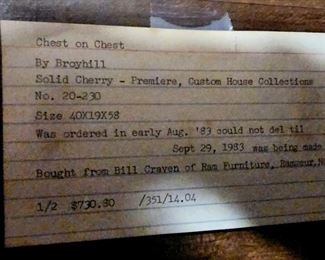 Chest on Chest
By Broyhill
Solid Cherry - Premiere, Custom House Collections
No. 20-230
Size 40X19X58
Was ordered in early Aug. '83 could not del til
Sept 29, 1983 was being made
Bought from Bill Craven of Ram Furniture, Ramseur,
1/2 $730.80 /351/14.04